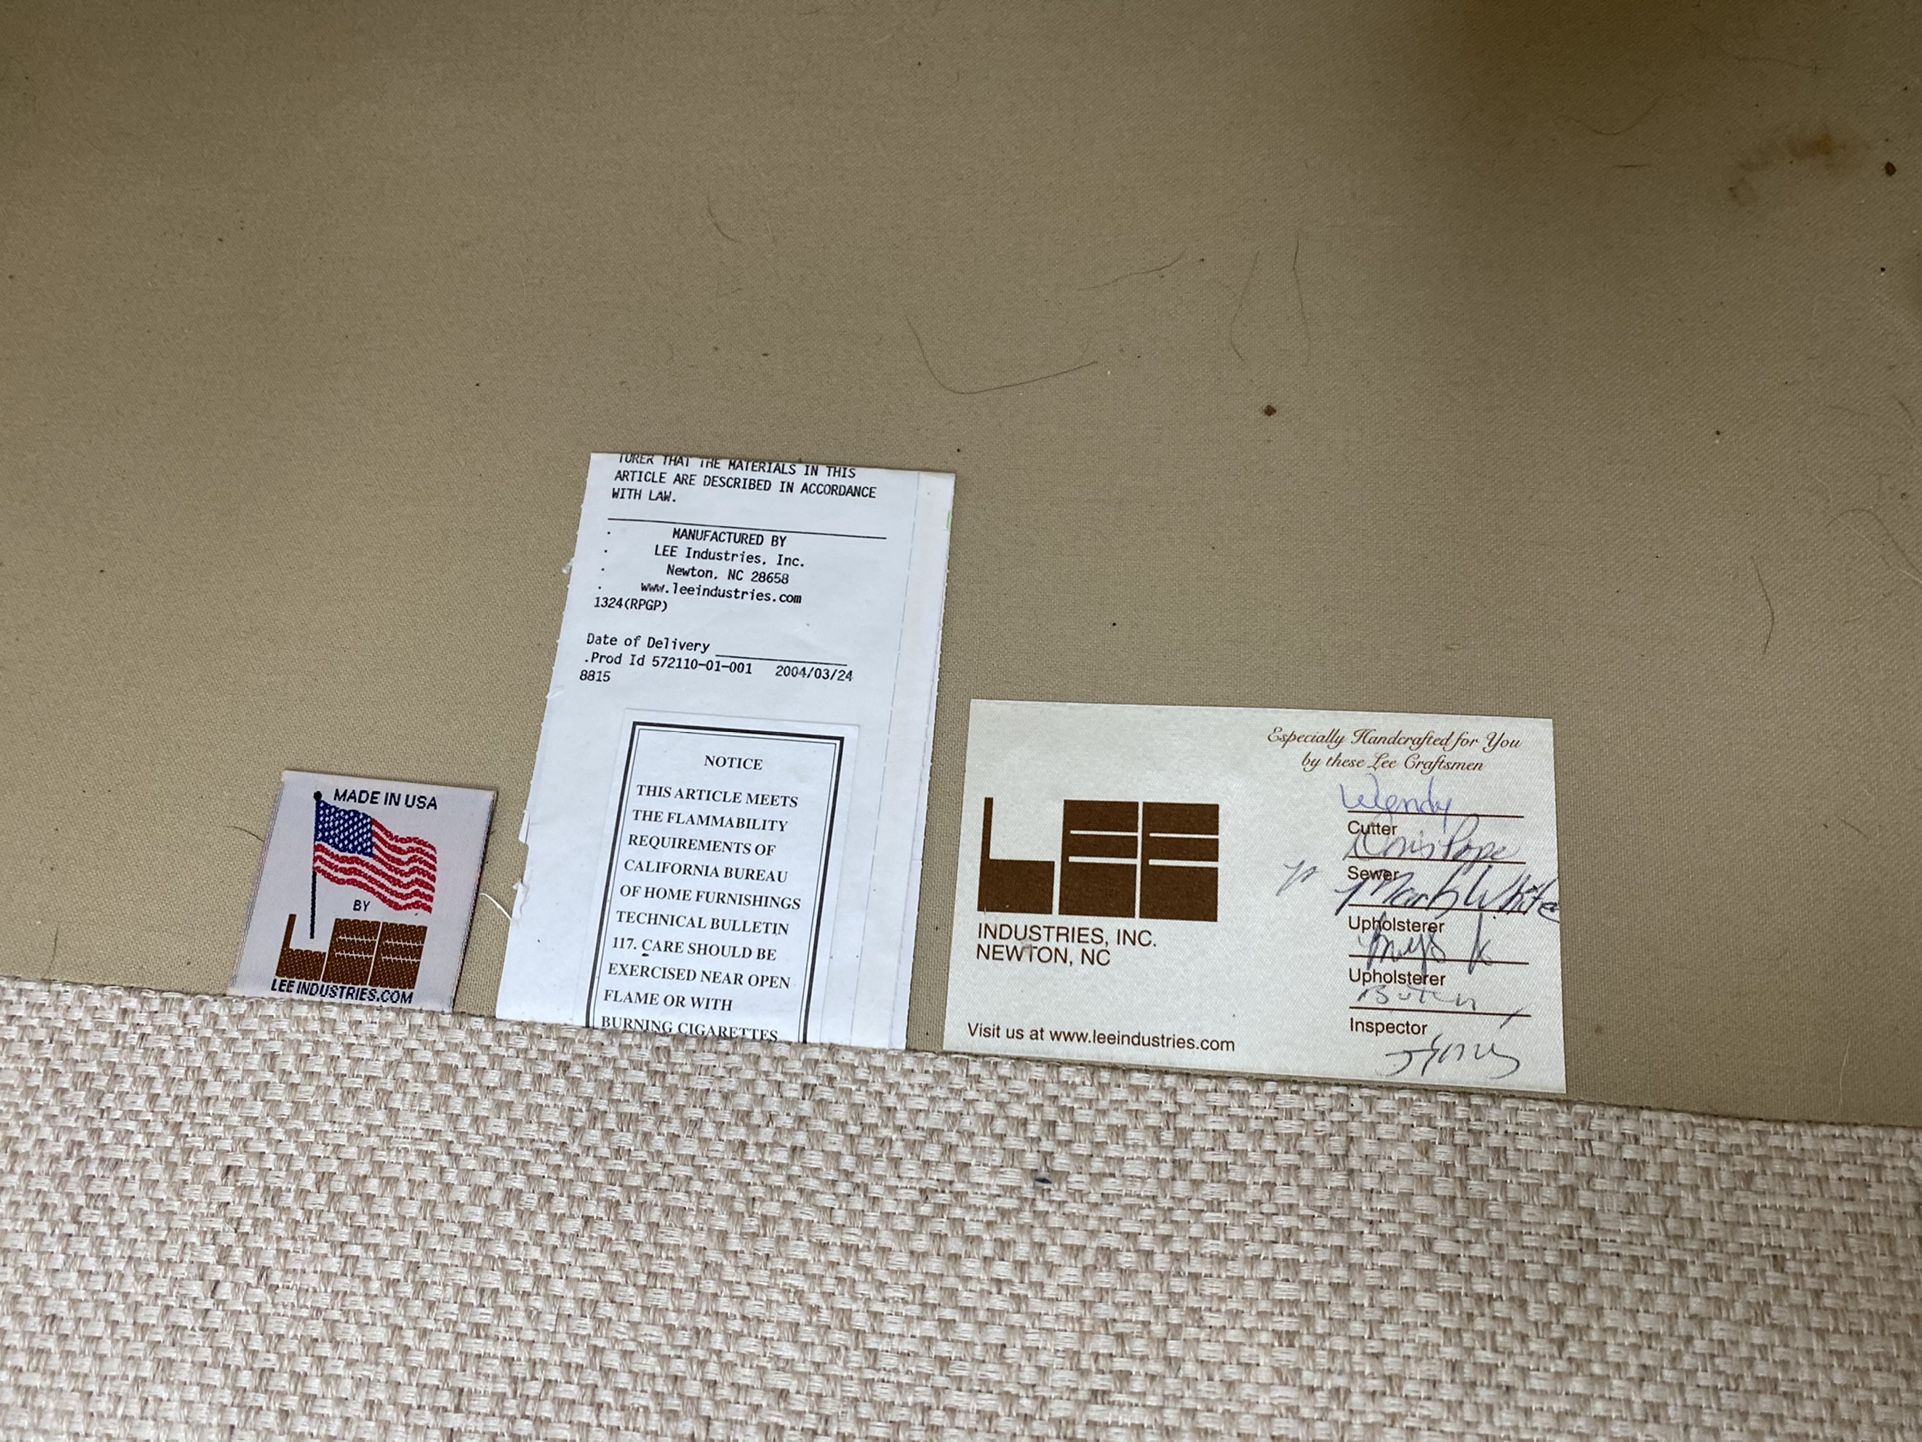 MADE IN USA
BY
LEE
LEEINDUSTRIES.COM
TURER THAT THE MATERIALS IN THIS
ARTICLE ARE DESCRIBED IN ACCORDANCE
WITH LAW.
MANUFACTURED BY
LEE Industries, Inc.
Newton, NC 28658
www.leeindustries.com
1324(RPGP)
Date of Delivery
.Prod Id 572110-01-001 2004/03/24
8815
NOTICE
THIS ARTICLE MEETS
THE FLAMMABILITY
REQUIREMENTS OF
CALIFORNIA BUREAU
OF HOME FURNISHINGS
TECHNICAL BULLETIN
117. CARE SHOULD BE
EXERCISED NEAR OPEN
FLAME OR WITH
BURNING CIGARETTES
LEE
INDUSTRIES, INC.
NEWTON, NC
Visit us at www.leeindustries.com
Especially Handcrafted for You
by these Lee Craftsmen
Wendy
Cutter
Pope
Sewer
Mark White
Upholsterer
Upholsterer
Inspector